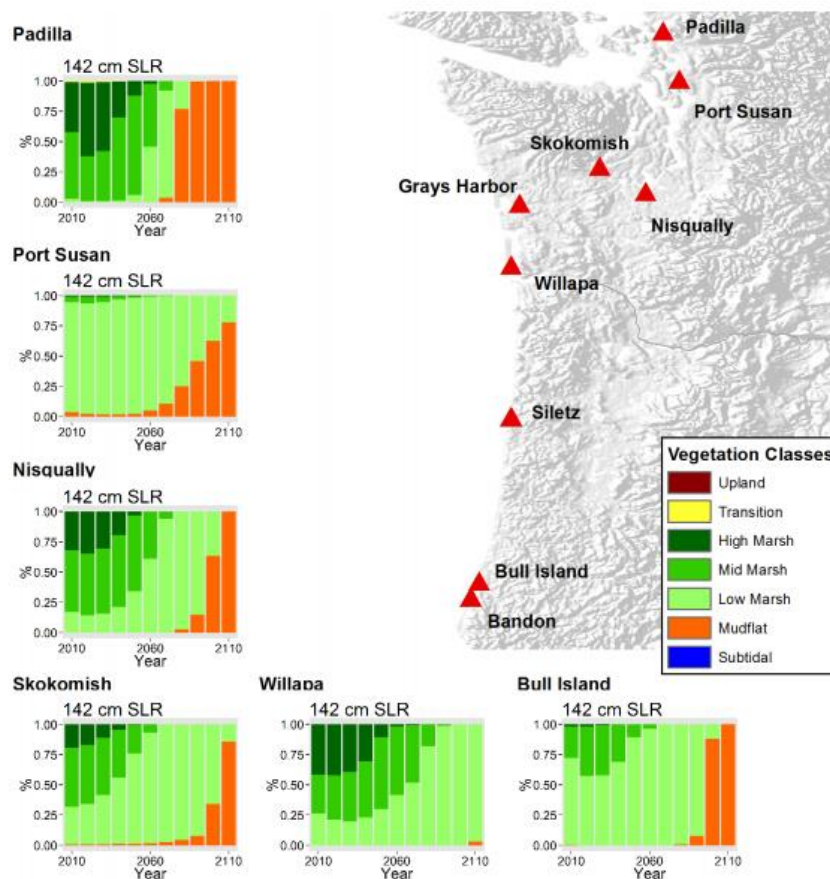 Padilla
142 cm SLR
1.00
0.75
0.50
0.25
0.00
%
2010 2060 2110
Year
Port Susan
142 cm SLR
1.00
0.75
0.50
0.25
0.00
%
2010 2060 2110
Year
Nisqually
142 cm SLR
1.00
0.75
0.50
0.25
0.00
%
2010 2060 2110
Year
Padilla
Port Susan
Skokomish
Grays Harbor
Nisqually
Willapa
Siletz
Bull Island
Bandon
Vegetation Classes
Upland
Transition
High Marsh
Mid Marsh
Low Marsh
Mudflat
Subtidal
Skokomish
142 cm SLR
1.00
0.75
0.50
0.25
0.00
%
2010 2060 2110
Year
Willapa
142 cm SLR
1.00
0.75
0.50
0.25
0.00
%
2010 2060 2110
Year
Bull Island
142 cm SLR
1.00
0.75
0.50
0.25
0.00
%
2010 2060 2110
Year